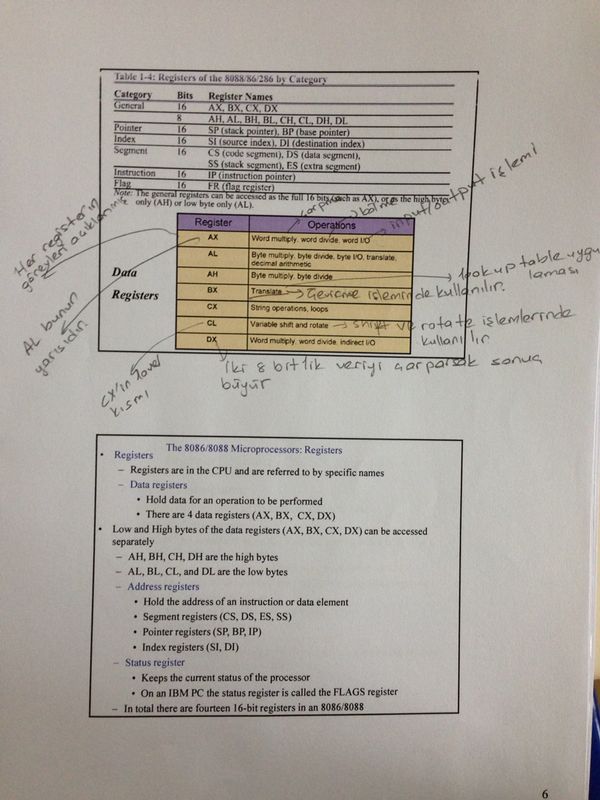 Table 1-4: Registers of the 8088/86/286 by Category
Category Bits Register Names
General 16 AX, BX, CX, DX
8 AH, AL, BH, BL, CH, CL, DH, DL
Pointer 16 SP (stack pointer), BP (base pointer)
Index 16 SI (source index), DI (destination index)
Segment 16 CS (code segment), DS (data segment),
SS (stack segment), ES (extra segment)
Instruction 16 IP (instruction pointer)
Flag 16 FR (flag register)
Note: The general registers can be accessed as the full 16 bits (such as AX), or as the high byte
only (AH) or low byte only (AL).
çarpma
bölme
input/output işlemi
Her register'ın
görevleri
Register Operations
AX Word multiply, word divide, word I/O
AL Byte multiply, byte divide, byte I/O, translate,
decimal arithmetic
AH Byte multiply, byte divide
lookup table uygu
laması
BX Translate
Çevirme işleminde kullanılır.
CX String operations, loops
CL Variable shift and rotate
shift ve rotate işlemlerinde
kullanılır
DX Word multiply, word divide, indirect I/O
Data
Registers
AL bunun
yarısıdır.
CX'in low
kısmı
iki 8 bitlik veriyi çarparsak sonuç
büyür
The 8086/8088 Microprocessors: Registers
• Registers
– Registers are in the CPU and are referred to by specific names
– Data registers
• Hold data for an operation to be performed
• There are 4 data registers (AX, BX, CX, DX)
• Low and High bytes of the data registers (AX, BX, CX, DX) can be accessed
separately
– AH, BH, CH, DH are the high bytes
– AL, BL, CL, and DL are the low bytes
– Address registers
• Hold the address of an instruction or data element
• Segment registers (CS, DS, ES, SS)
• Pointer registers (SP, BP, IP)
• Index registers (SI, DI)
– Status register
• Keeps the current status of the processor
• On an IBM PC the status register is called the FLAGS register
– In total there are fourteen 16-bit registers in an 8086/8088
6